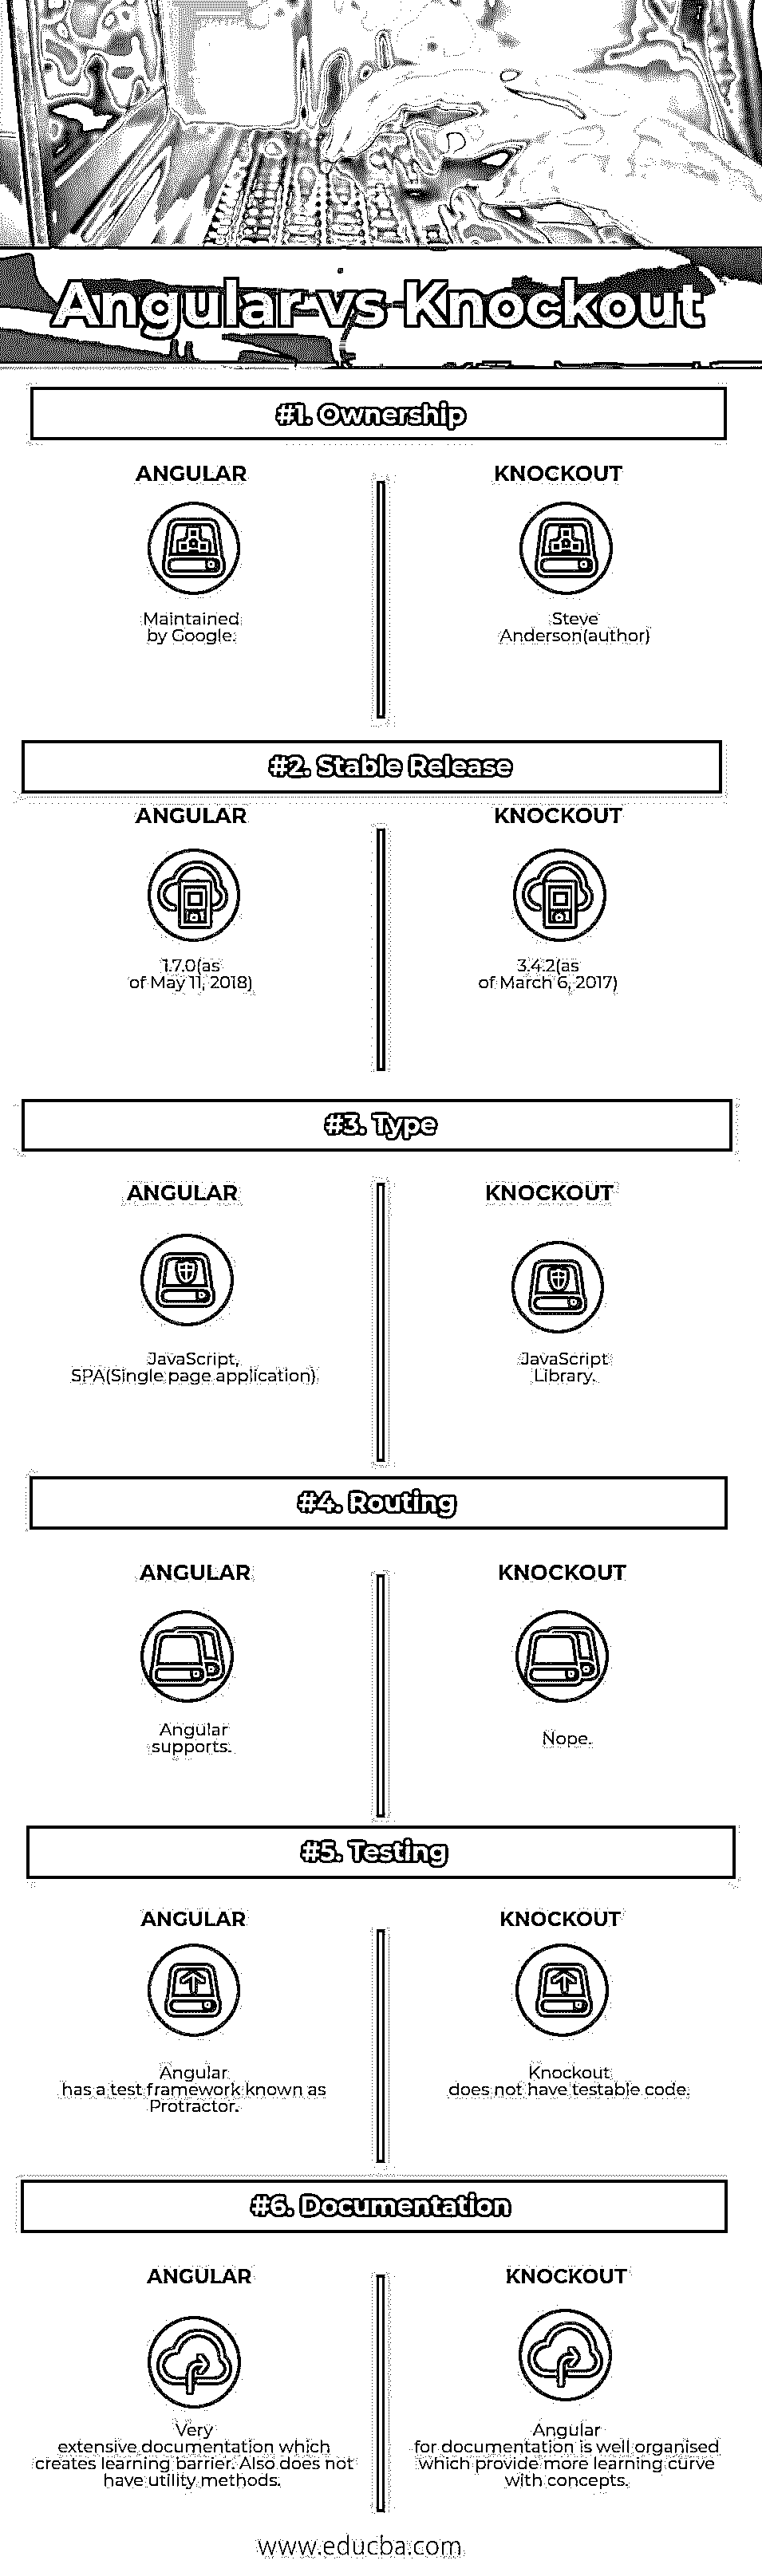 Angular vs Knockout
#1. Ownership
ANGULAR
Maintained
by Google.
KNOCKOUT
Steve
Anderson(author)
#2. Stable Release
ANGULAR
1.7.0(as
of May 11, 2018)
KNOCKOUT
3.4.2(as
of March 6, 2017)
#3. Type
ANGULAR
JavaScript,
SPA(Single page application)
KNOCKOUT
JavaScript
Library.
#4. Routing
ANGULAR
Angular
supports.
KNOCKOUT
Nope.
#5. Testing
ANGULAR
Angular
has a test framework known as
Protractor.
KNOCKOUT
Knockout
does not have testable code.
#6. Documentation
ANGULAR
Very
extensive documentation which
creates learning barrier. Also does not
have utility methods.
KNOCKOUT
Angular
for documentation is well organised
which provide more learning curve
with concepts.
www.educba.com